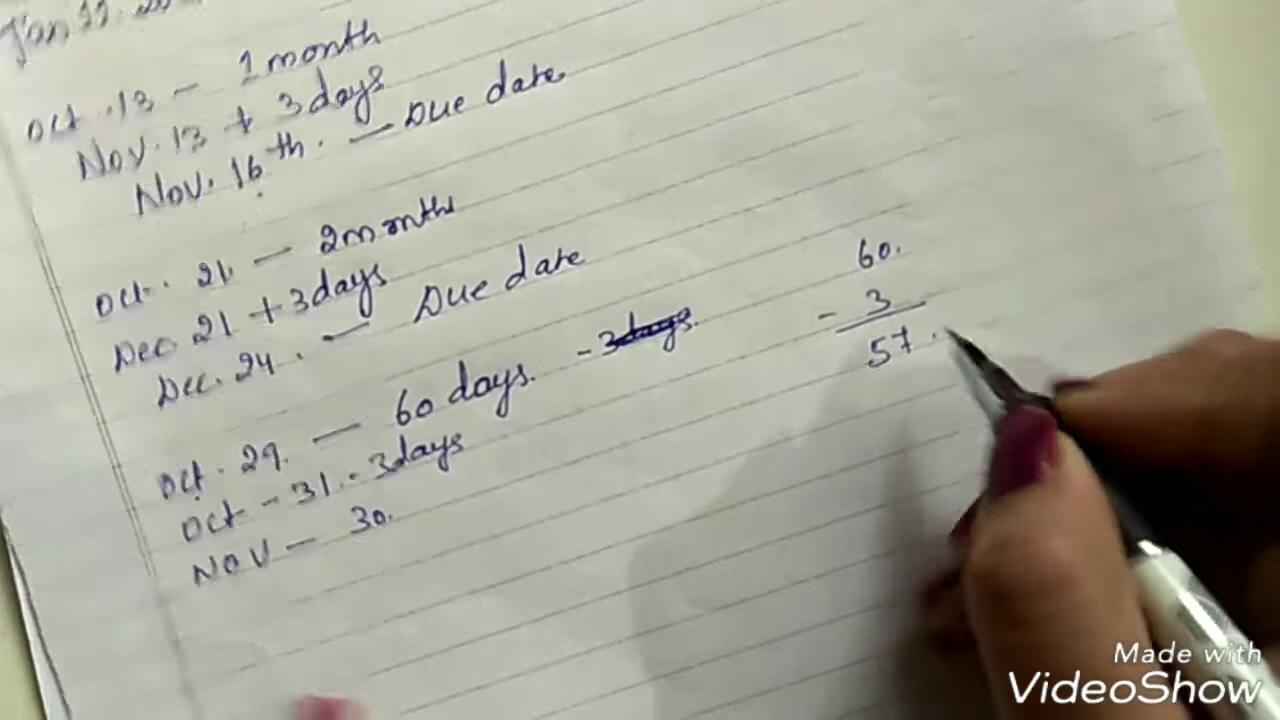 Jan 11.
Oct. 13 - 1 month
Nov. 13 + 3 days
Nov. 16th. - Due date
Oct. 21. - 2 months
Dec 21 + 3 days
Dec. 24. - Due date
Oct. 29. - 60 days. - 3 days.
Oct - 31. - 3 days
Nov - 30.
60.
- 3
57.
Made with
VideoShow